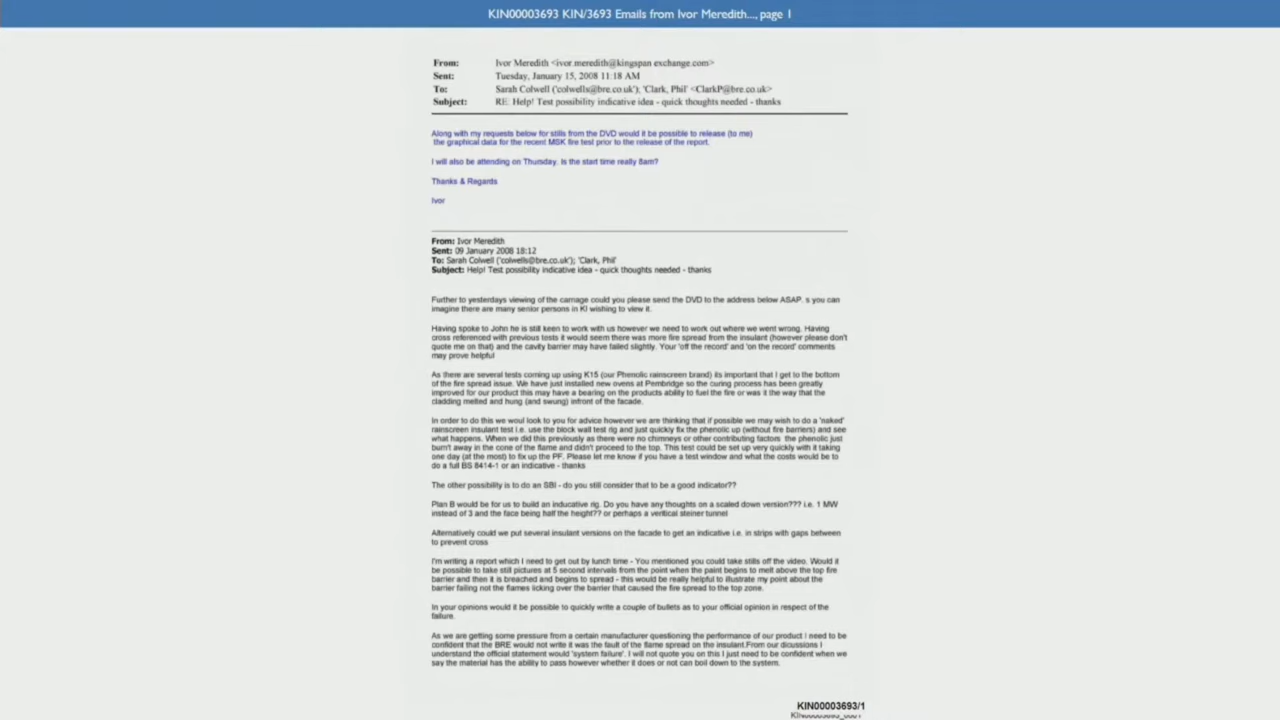 KIN00003693 KIN/3693 Emails from Ivor Meredith..., page 1
From: Ivor Meredith <ivor.meredith@kingspan exchange.com>
Sent: Tuesday, January 15, 2008 11:18 AM
To: Sarah Colwell ('colwells@bre.co.uk'); 'Clark, Phil' <ClarkP@bre.co.uk>
Subject: RE: Help! Test possibility indicative idea - quick thoughts needed - thanks
Along with my requests below for stills from the DVD would it be possible to release (to me)
the graphical data for the recent MSK fire test prior to the release of the report.
I will also be attending on Thursday. Is the start time really 8am?
Thanks & Regards
Ivor
From: Ivor Meredith
Sent: 09 January 2008 18:12
To: Sarah Colwell ('colwells@bre.co.uk'); 'Clark, Phil'
Subject: Help! Test possibility indicative idea - quick thoughts needed - thanks
Further to yesterdays viewing of the carnage could you please send the DVD to the address below ASAP. s you can
imagine there are many senior persons in KI wishing to view it.
Having spoke to John he is still keen to work with us however we need to work out where we went wrong. Having
cross referenced with previous tests it would seem there was more fire spread from the insulant (however please don't
quote me on that) and the cavity barrier may have failed slightly. Your 'off the record' and 'on the record' comments
may prove helpful
As there are several tests coming up using K15 (our Phenolic rainscreen brand) its important that I get to the bottom
of the fire spread issue. We have just installed new ovens at Pembridge so the curing process has been greatly
improved for our product this may have a bearing on the products ability to fuel the fire or was it the way that the
cladding melted and hung (and swung) infront of the facade.
In order to do this we woul look to you for advice however we are thinking that if possible we may wish to do a 'naked'
rainscreen insulant test i.e. use the block wall test rig and just quickly fix the phenolic up (without fire barriers) and see
what happens. When we did this previously as there were no chimneys or other contributing factors the phenolic just
burn't away in the cone of the flame and didn't proceed to the top. This test could be set up very quickly with it taking
one day (at the most) to fix up the PF. Please let me know if you have a test window and what the costs would be to
do a full BS 8414-1 or an indicative - thanks
The other possibility is to do an SBI - do you still consider that to be a good indicator??
Plan B would be for us to build an inducative rig. Do you have any thoughts on a scaled down version??? i.e. 1 MW
instead of 3 and the face being half the height?? or perhaps a veritical steiner tunnel
Alternatively could we put several insulant versions on the facade to get an indicative i.e. in strips with gaps between
to prevent cross
I'm writing a report which I need to get out by lunch time - You mentioned you could take stills off the video. Would it
be possible to take still pictures at 5 second intervals from the point when the paint begins to melt above the top fire
barrier and then it is breached and begins to spread - this would be really helpful to illustrate my point about the
barrier failing not the flames licking over the barrier that caused the fire spread to the top zone.
In your opinions would it be possible to quickly write a couple of bullets as to your official opinion in respect of the
failure.
As we are getting some pressure from a certain manufacturer questioning the performance of our product I need to be
confident that the BRE would not write it was the fault of the flame spread on the insulant.From our dicussions I
understand the official statement would 'system failure'. I will not quote you on this I just need to be confident when we
say the material has the ability to pass however whether it does or not can boil down to the system.
KIN00003693/1